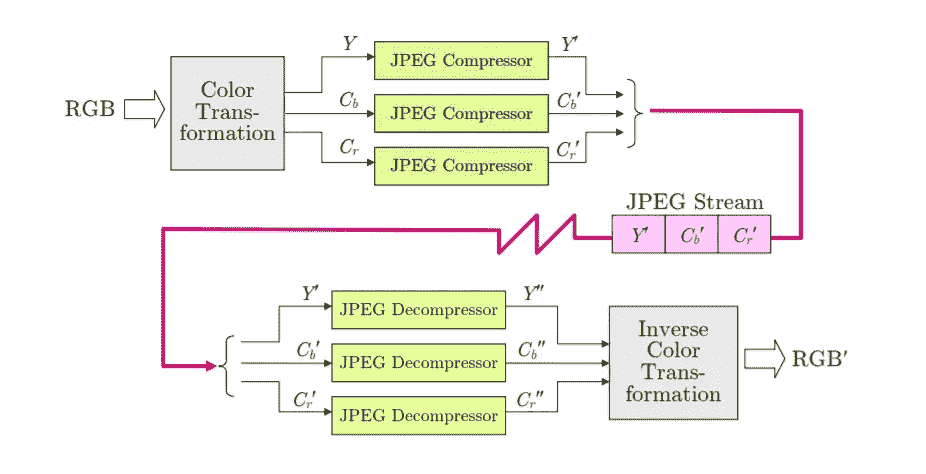 Y
JPEG Compressor
Y′
RGB
Color
Trans-
formation
C_b
JPEG Compressor
C_b′
C_r
JPEG Compressor
C_r′
JPEG Stream
Y′ C_b′ C_r′
Y′
JPEG Decompressor
Y″
C_b′
JPEG Decompressor
C_b″
C_r′
JPEG Decompressor
C_r″
Inverse
Color
Trans-
formation
RGB′